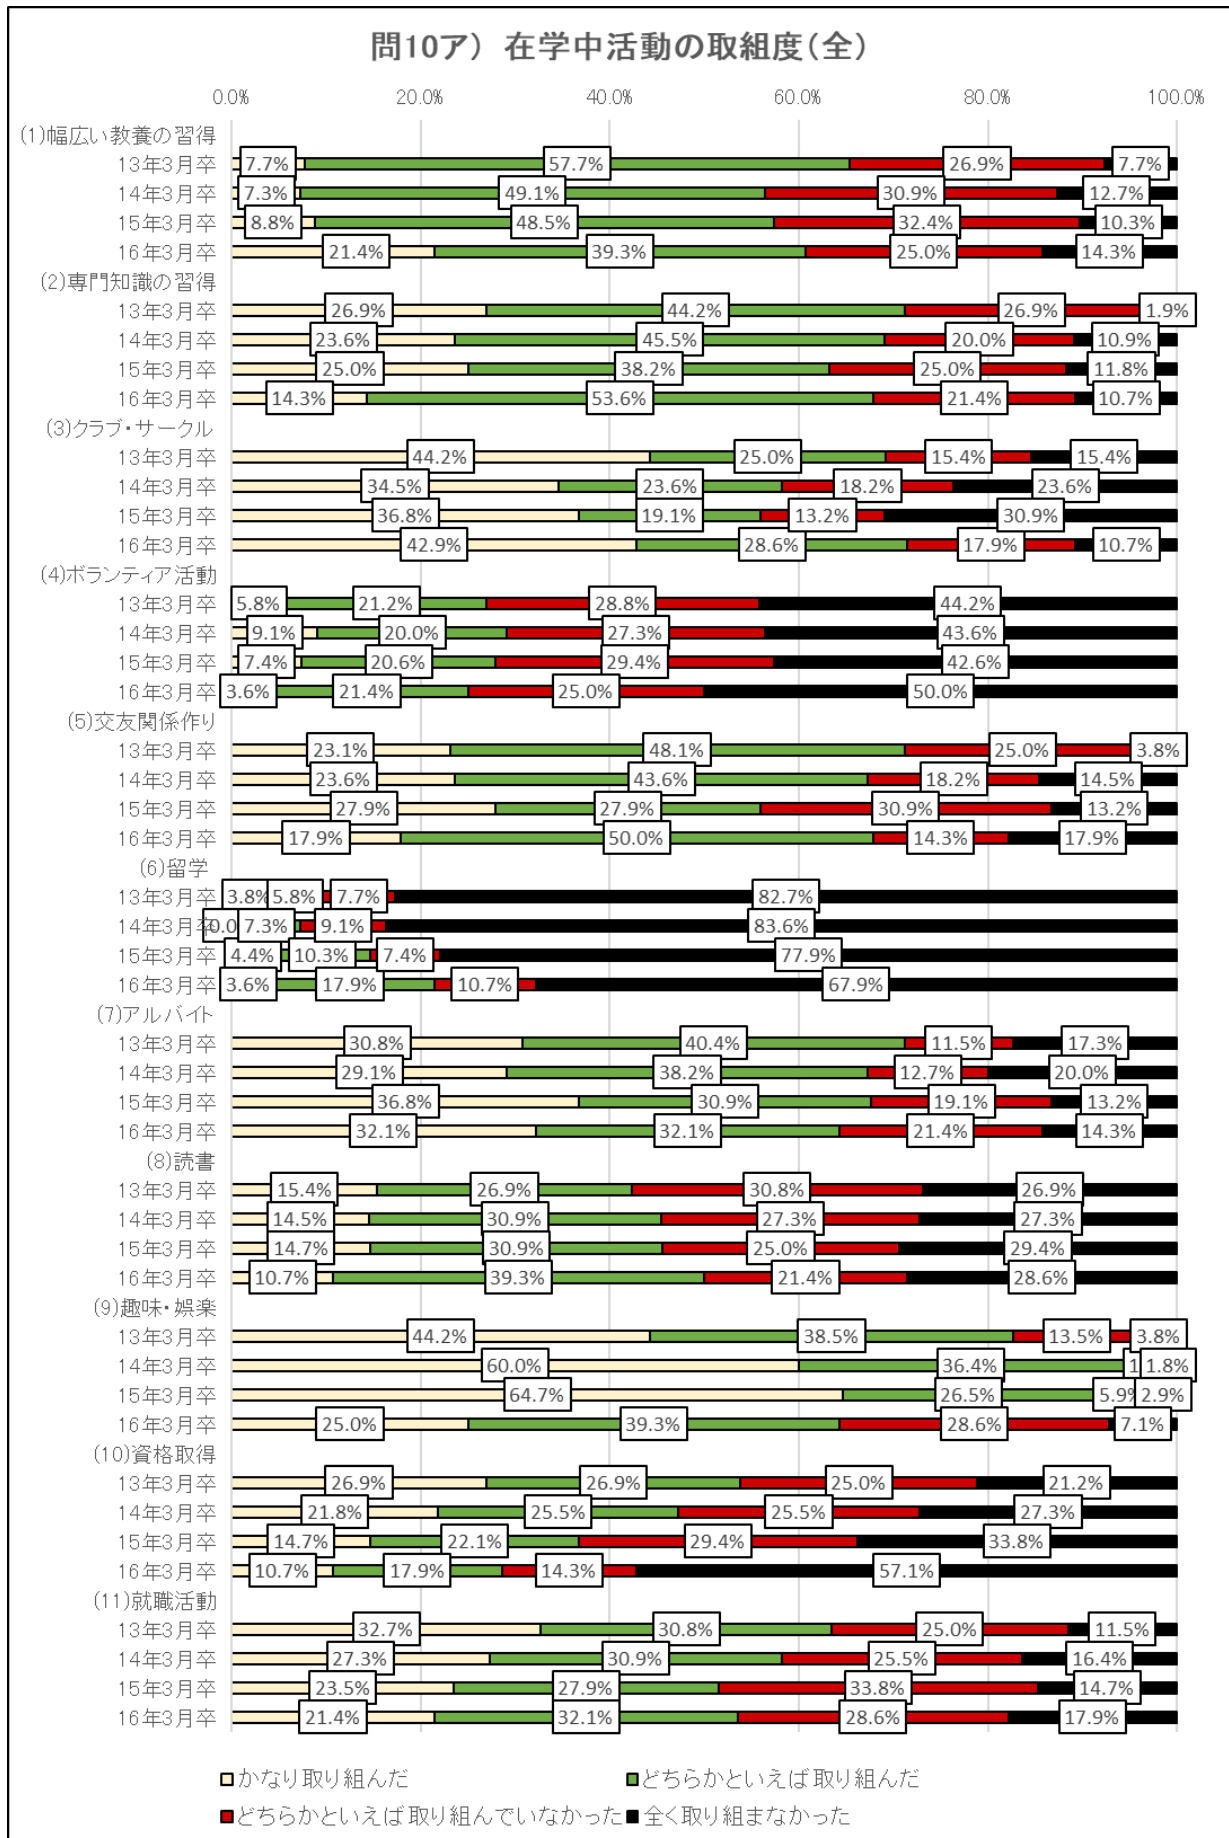 問10ア）在学中活動の取組度（全）
0.0% 20.0% 40.0% 60.0% 80.0% 100.0%
(1)幅広い教養の習得
13年3月卒 7.7% 57.7% 26.9% 7.7%
14年3月卒 7.3% 49.1% 30.9% 12.7%
15年3月卒 8.8% 48.5% 32.4% 10.3%
16年3月卒 21.4% 39.3% 25.0% 14.3%
(2)専門知識の習得
13年3月卒 26.9% 44.2% 26.9% 1.9%
14年3月卒 23.6% 45.5% 20.0% 10.9%
15年3月卒 25.0% 38.2% 25.0% 11.8%
16年3月卒 14.3% 53.6% 21.4% 10.7%
(3)クラブ・サークル
13年3月卒 44.2% 25.0% 15.4% 15.4%
14年3月卒 34.5% 23.6% 18.2% 23.6%
15年3月卒 36.8% 19.1% 13.2% 30.9%
16年3月卒 42.9% 28.6% 17.9% 10.7%
(4)ボランティア活動
13年3月卒 5.8% 21.2% 28.8% 44.2%
14年3月卒 9.1% 20.0% 27.3% 43.6%
15年3月卒 7.4% 20.6% 29.4% 42.6%
16年3月卒 3.6% 21.4% 25.0% 50.0%
(5)交友関係作り
13年3月卒 23.1% 48.1% 25.0% 3.8%
14年3月卒 23.6% 43.6% 18.2% 14.5%
15年3月卒 27.9% 27.9% 30.9% 13.2%
16年3月卒 17.9% 50.0% 14.3% 17.9%
(6)留学
13年3月卒 3.8% 5.8% 7.7% 82.7%
14年3月卒 0.0 7.3% 9.1% 83.6%
15年3月卒 4.4% 10.3% 7.4% 77.9%
16年3月卒 3.6% 17.9% 10.7% 67.9%
(7)アルバイト
13年3月卒 30.8% 40.4% 11.5% 17.3%
14年3月卒 29.1% 38.2% 12.7% 20.0%
15年3月卒 36.8% 30.9% 19.1% 13.2%
16年3月卒 32.1% 32.1% 21.4% 14.3%
(8)読書
13年3月卒 15.4% 26.9% 30.8% 26.9%
14年3月卒 14.5% 30.9% 27.3% 27.3%
15年3月卒 14.7% 30.9% 25.0% 29.4%
16年3月卒 10.7% 39.3% 21.4% 28.6%
(9)趣味・娯楽
13年3月卒 44.2% 38.5% 13.5% 3.8%
14年3月卒 60.0% 36.4% 1.8%
15年3月卒 64.7% 26.5% 5.9% 2.9%
16年3月卒 25.0% 39.3% 28.6% 7.1%
(10)資格取得
13年3月卒 26.9% 26.9% 25.0% 21.2%
14年3月卒 21.8% 25.5% 25.5% 27.3%
15年3月卒 14.7% 22.1% 29.4% 33.8%
16年3月卒 10.7% 17.9% 14.3% 57.1%
(11)就職活動
13年3月卒 32.7% 30.8% 25.0% 11.5%
14年3月卒 27.3% 30.9% 25.5% 16.4%
15年3月卒 23.5% 27.9% 33.8% 14.7%
16年3月卒 21.4% 32.1% 28.6% 17.9%
かなり取り組んだ どちらかといえば取り組んだ
どちらかといえば取り組んでいなかった 全く取り組まなかった